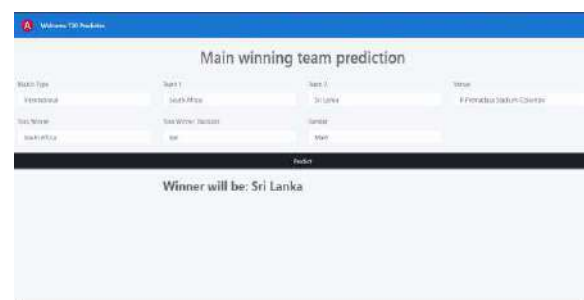 A Welcome T20 Prediction
Main winning team prediction
Match Type Team 1 Team 2 Venue
International South Africa Sri Lanka R Premadasa Stadium Colombo
Toss Winner Toss Winner Decision Gender
South Africa Male
Predict
Winner will be: Sri Lanka